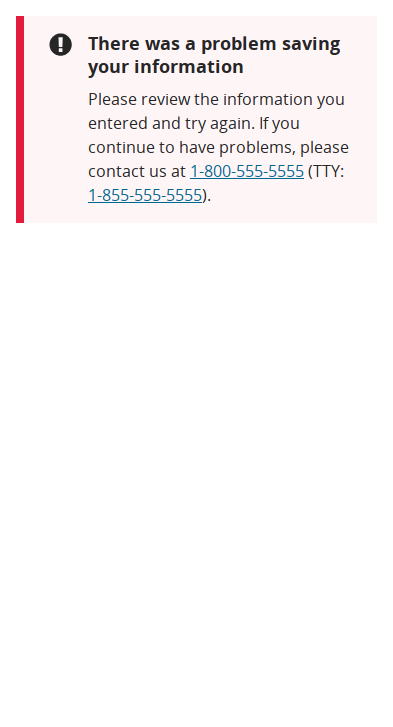 There was a problem saving
your information
Please review the information you
entered and try again. If you
continue to have problems, please
contact us at 1-800-555-5555 (TTY:
1-855-555-5555).